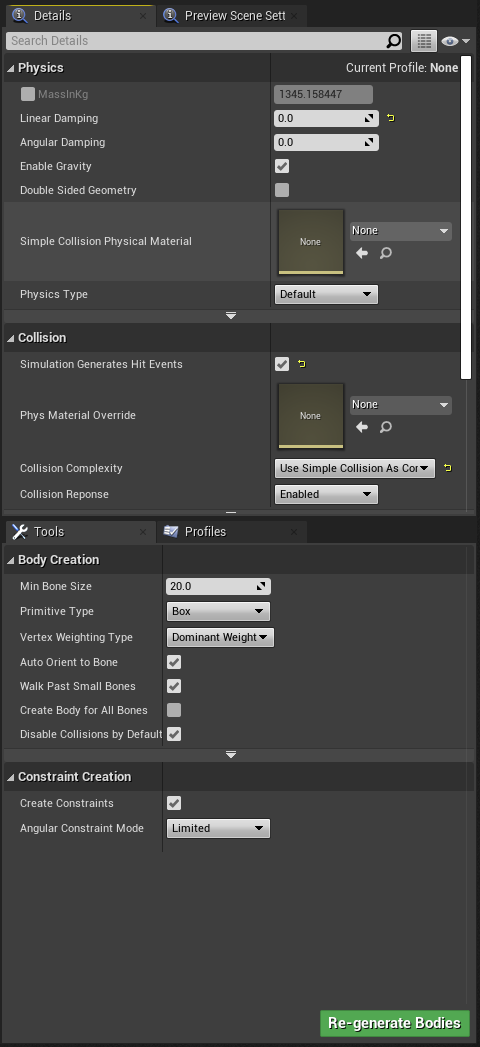 Details
Preview Scene Sett
Search Details
Physics
Current Profile: None
MassInKg
1345.158447
Linear Damping
0.0
Angular Damping
0.0
Enable Gravity
Double Sided Geometry
Simple Collision Physical Material
None
None
Physics Type
Default
Collision
Simulation Generates Hit Events
Phys Material Override
None
None
Collision Complexity
Use Simple Collision As Cor
Collision Reponse
Enabled
Tools
Profiles
Body Creation
Min Bone Size
20.0
Primitive Type
Box
Vertex Weighting Type
Dominant Weight
Auto Orient to Bone
Walk Past Small Bones
Create Body for All Bones
Disable Collisions by Default
Constraint Creation
Create Constraints
Angular Constraint Mode
Limited
Re-generate Bodies